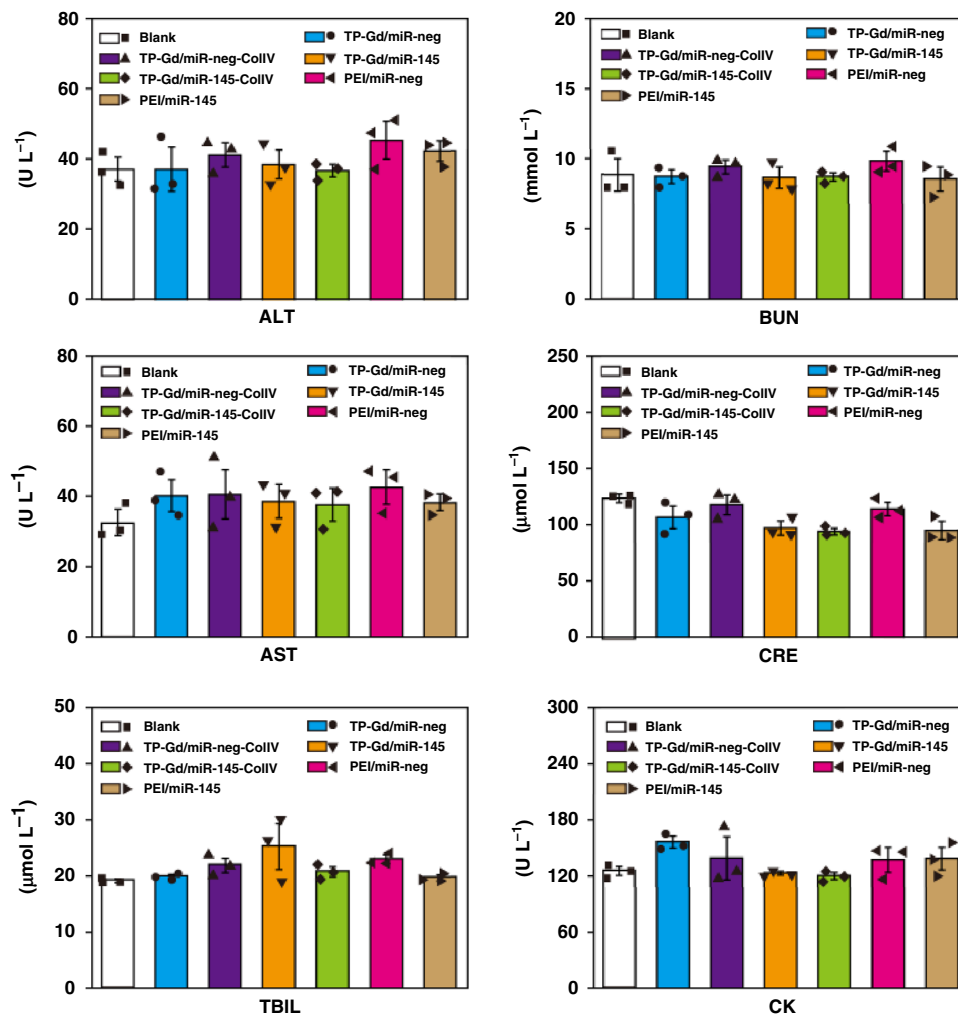 80
60
40
20
0
(U L⁻¹)
Blank
TP-Gd/miR-neg
TP-Gd/miR-neg-ColIV
TP-Gd/miR-145
TP-Gd/miR-145-ColIV
PEI/miR-neg
PEI/miR-145
ALT
20
15
10
5
0
(mmol L⁻¹)
Blank
TP-Gd/miR-neg
TP-Gd/miR-neg-ColIV
TP-Gd/miR-145
TP-Gd/miR-145-ColIV
PEI/miR-neg
PEI/miR-145
BUN
80
60
40
20
0
(U L⁻¹)
Blank
TP-Gd/miR-neg
TP-Gd/miR-neg-ColIV
TP-Gd/miR-145
TP-Gd/miR-145-ColIV
PEI/miR-neg
PEI/miR-145
AST
250
200
150
100
50
0
(μmol L⁻¹)
Blank
TP-Gd/miR-neg
TP-Gd/miR-neg-ColIV
TP-Gd/miR-145
TP-Gd/miR-145-ColIV
PEI/miR-neg
PEI/miR-145
CRE
50
40
30
20
10
0
(μmol L⁻¹)
Blank
TP-Gd/miR-neg
TP-Gd/miR-neg-ColIV
TP-Gd/miR-145
TP-Gd/miR-145-ColIV
PEI/miR-neg
PEI/miR-145
TBIL
300
240
180
120
60
0
(U L⁻¹)
Blank
TP-Gd/miR-neg
TP-Gd/miR-neg-ColIV
TP-Gd/miR-145
TP-Gd/miR-145-ColIV
PEI/miR-neg
PEI/miR-145
CK